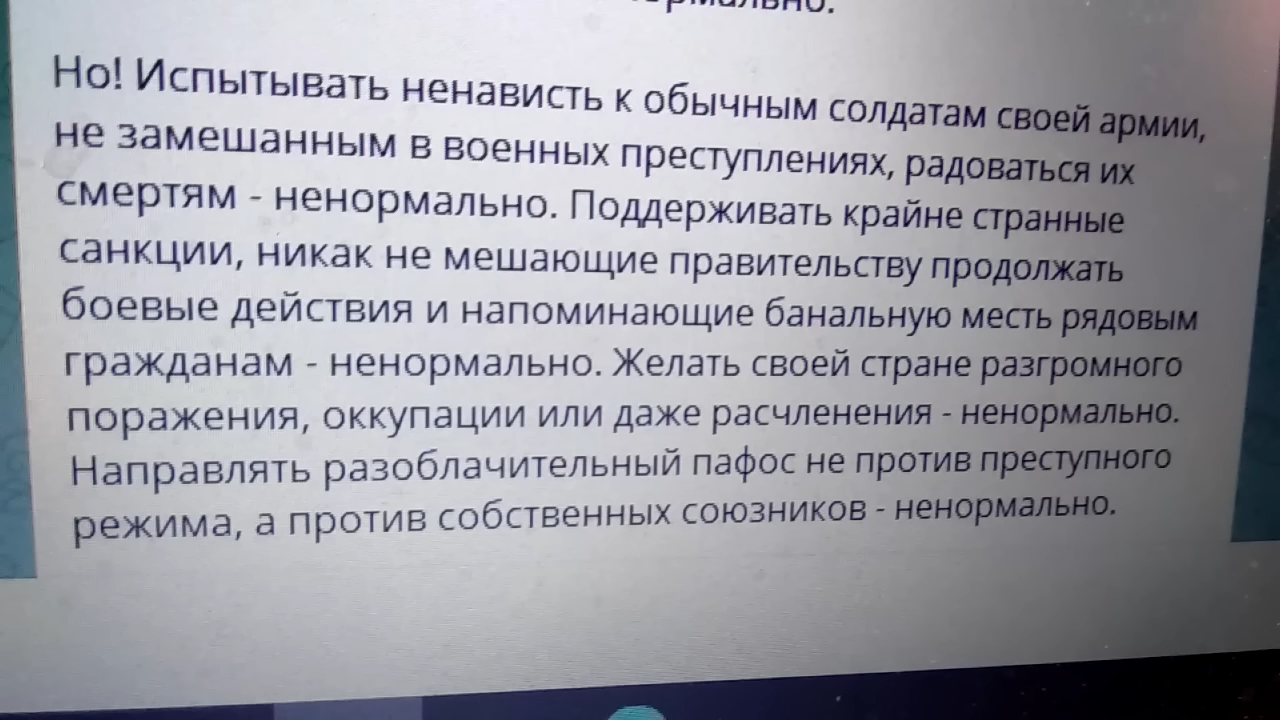 Но! Испытывать ненависть к обычным солдатам своей армии,
не замешанным в военных преступлениях, радоваться их
смертям - ненормально. Поддерживать крайне странные
санкции, никак не мешающие правительству продолжать
боевые действия и напоминающие банальную месть рядовым
гражданам - ненормально. Желать своей стране разгромного
поражения, оккупации или даже расчленения - ненормально.
Направлять разоблачительный пафос не против преступного
режима, а против собственных союзников - ненормально.